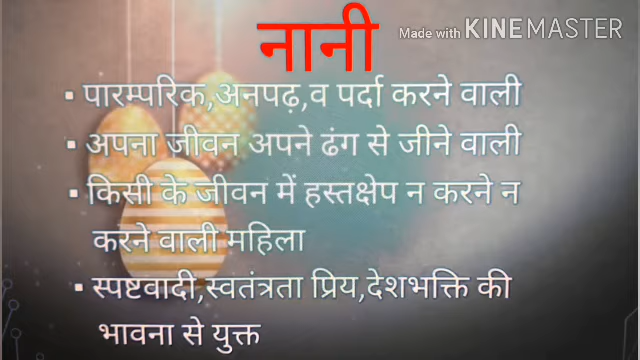 नानी
Made with KINEMASTER
▪ पारम्परिक,अनपढ़,व पर्दा करने वाली
▪ अपना जीवन अपने ढंग से जीने वाली
▪ किसी के जीवन में हस्तक्षेप न करने न
करने वाली महिला
▪ स्पष्टवादी,स्वतंत्रता प्रिय,देशभक्ति की
भावना से युक्त